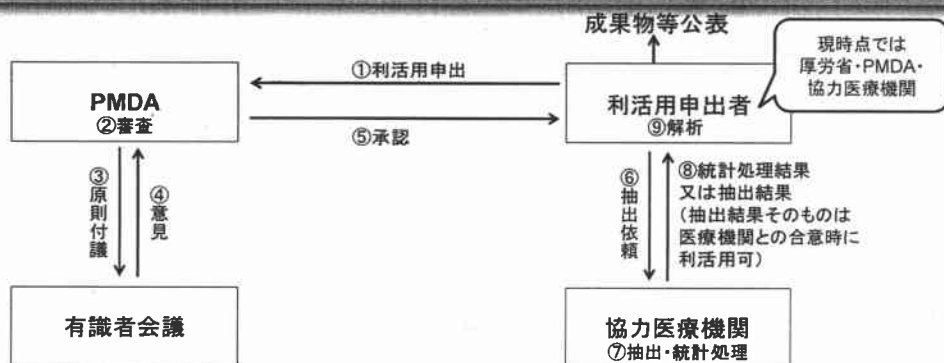 成果物等公表
現時点では
厚労省・PMDA・
協力医療機関
①利活用申出
PMDA
②審査
利活用申出者
⑨解析
⑤承認
③原則付議
④意見
⑥抽出依頼
⑧統計処理結果
又は抽出結果
(抽出結果そのものは
医療機関との合意時に
利活用可)
有識者会議
協力医療機関
⑦抽出・統計処理